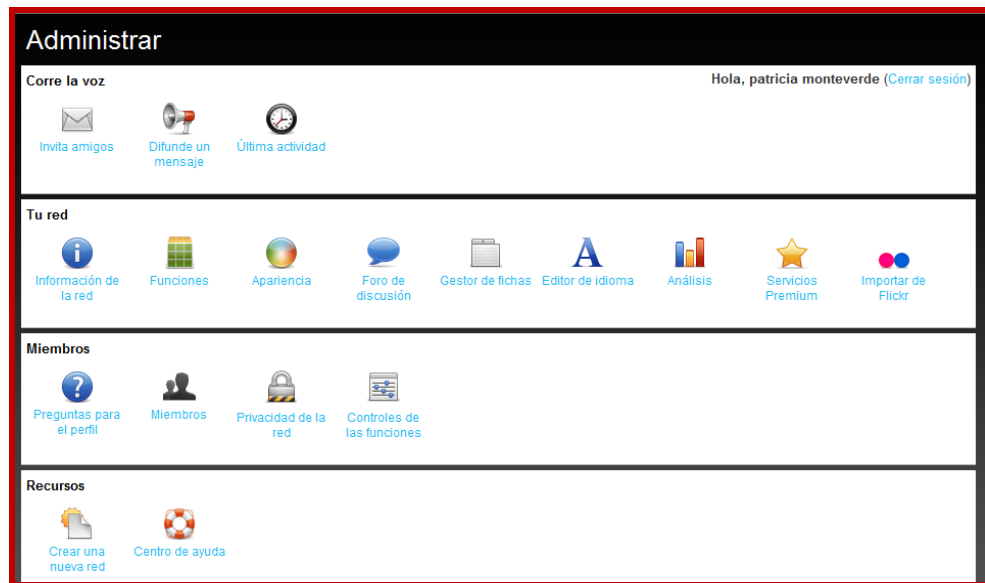 Administrar
Corre la voz
Hola, patricia monteverde (Cerrar sesión)
Invita amigos
Difunde un
mensaje
Última actividad
Tu red
Información de
la red
Funciones
Apariencia
Foro de
discusión
Gestor de fichas
Editor de idioma
Análisis
Servicios
Premium
Importar de
Flickr
Miembros
Preguntas para
el perfil
Miembros
Privacidad de la
red
Controles de
las funciones
Recursos
Crear una
nueva red
Centro de ayuda